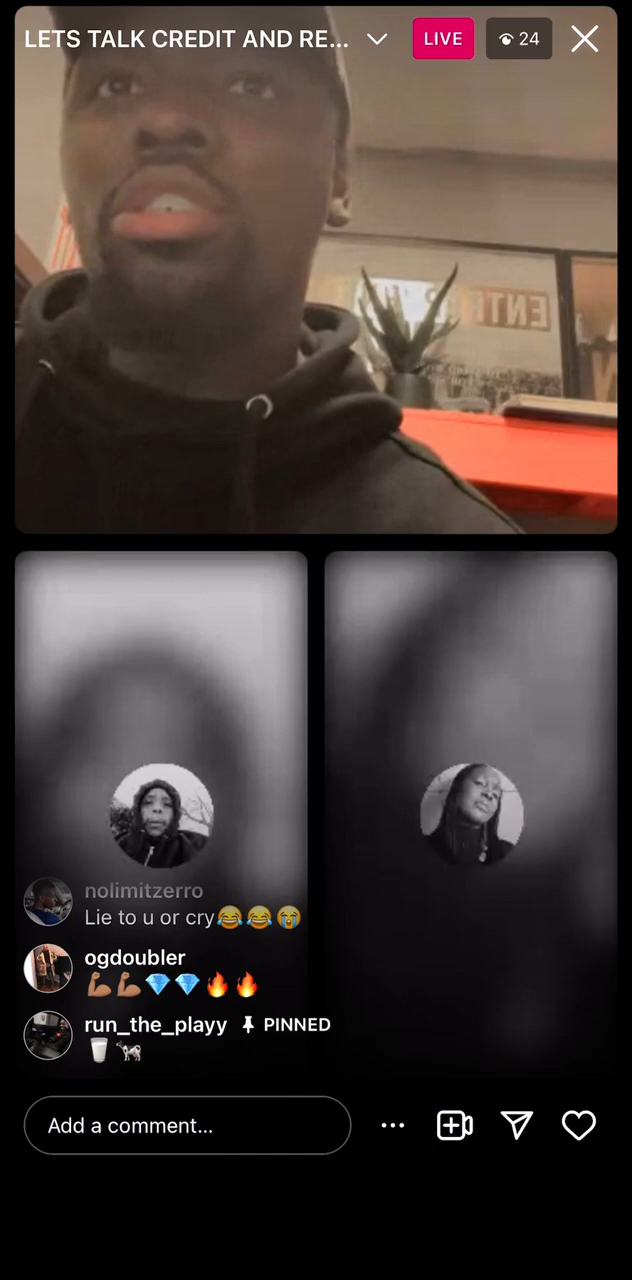 LETS TALK CREDIT AND RE...
LIVE
24
nolimitzerro
Lie to u or cry😂😂😭
ogdoubler
💪🏽💪🏽💎💎🔥🔥
run_the_playy PINNED
🥛🐄
Add a comment...